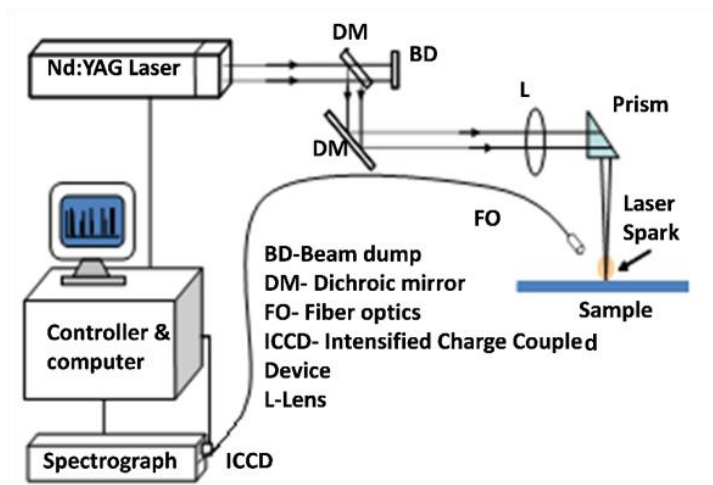 DM
BD
Nd:YAG Laser
L
Prism
DM
FO
Laser
Spark
BD-Beam dump
DM- Dichroic mirror
FO- Fiber optics
ICCD- Intensified Charge Coupled
Device
L-Lens
Sample
Controller &
computer
Spectrograph
ICCD